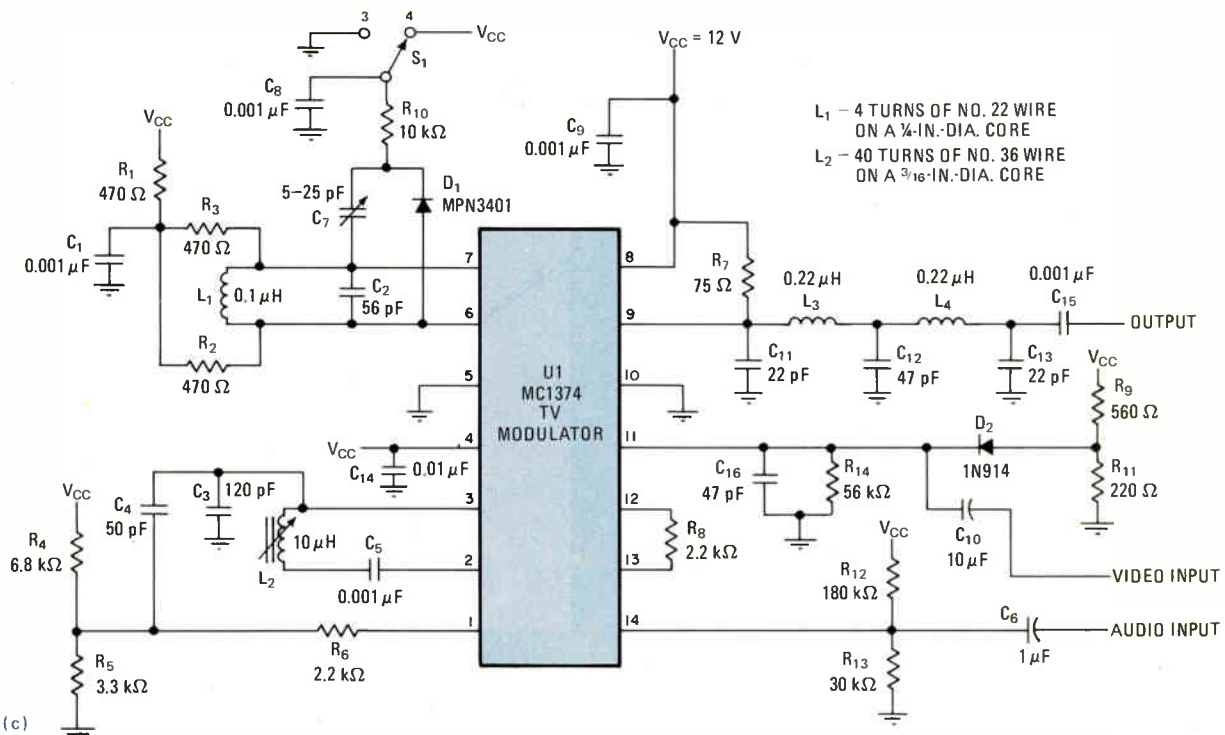 3
4
VCC
S1
C8
0.001 µF
R10
10 kΩ
VCC = 12 V
C9
0.001 µF
L1 – 4 TURNS OF NO. 22 WIRE
ON A ¼-IN.-DIA. CORE
L2 – 40 TURNS OF NO. 36 WIRE
ON A 3/16-IN.-DIA. CORE
VCC
R1
470 Ω
R3
470 Ω
C1
0.001 µF
5–25 pF
C7
D1
MPN3401
L1
0.1 µH
C2
56 pF
R2
470 Ω
7
6
5
4
3
2
1
U1
MC1374
TV
MODULATOR
8
9
10
11
12
13
14
R7
75 Ω
0.22 µH
L3
0.22 µH
L4
0.001 µF
C15
OUTPUT
C11
22 pF
C12
47 pF
C13
22 pF
VCC
R9
560 Ω
D2
1N914
R11
220 Ω
C16
47 pF
R14
56 kΩ
C10
10 µF
VIDEO INPUT
VCC
C14
0.01 µF
VCC
C4
50 pF
C3
120 pF
R4
6.8 kΩ
L2
10 µH
C5
0.001 µF
R8
2.2 kΩ
VCC
R12
180 kΩ
C6
1 µF
AUDIO INPUT
R5
3.3 kΩ
R6
2.2 kΩ
R13
30 kΩ
(c)